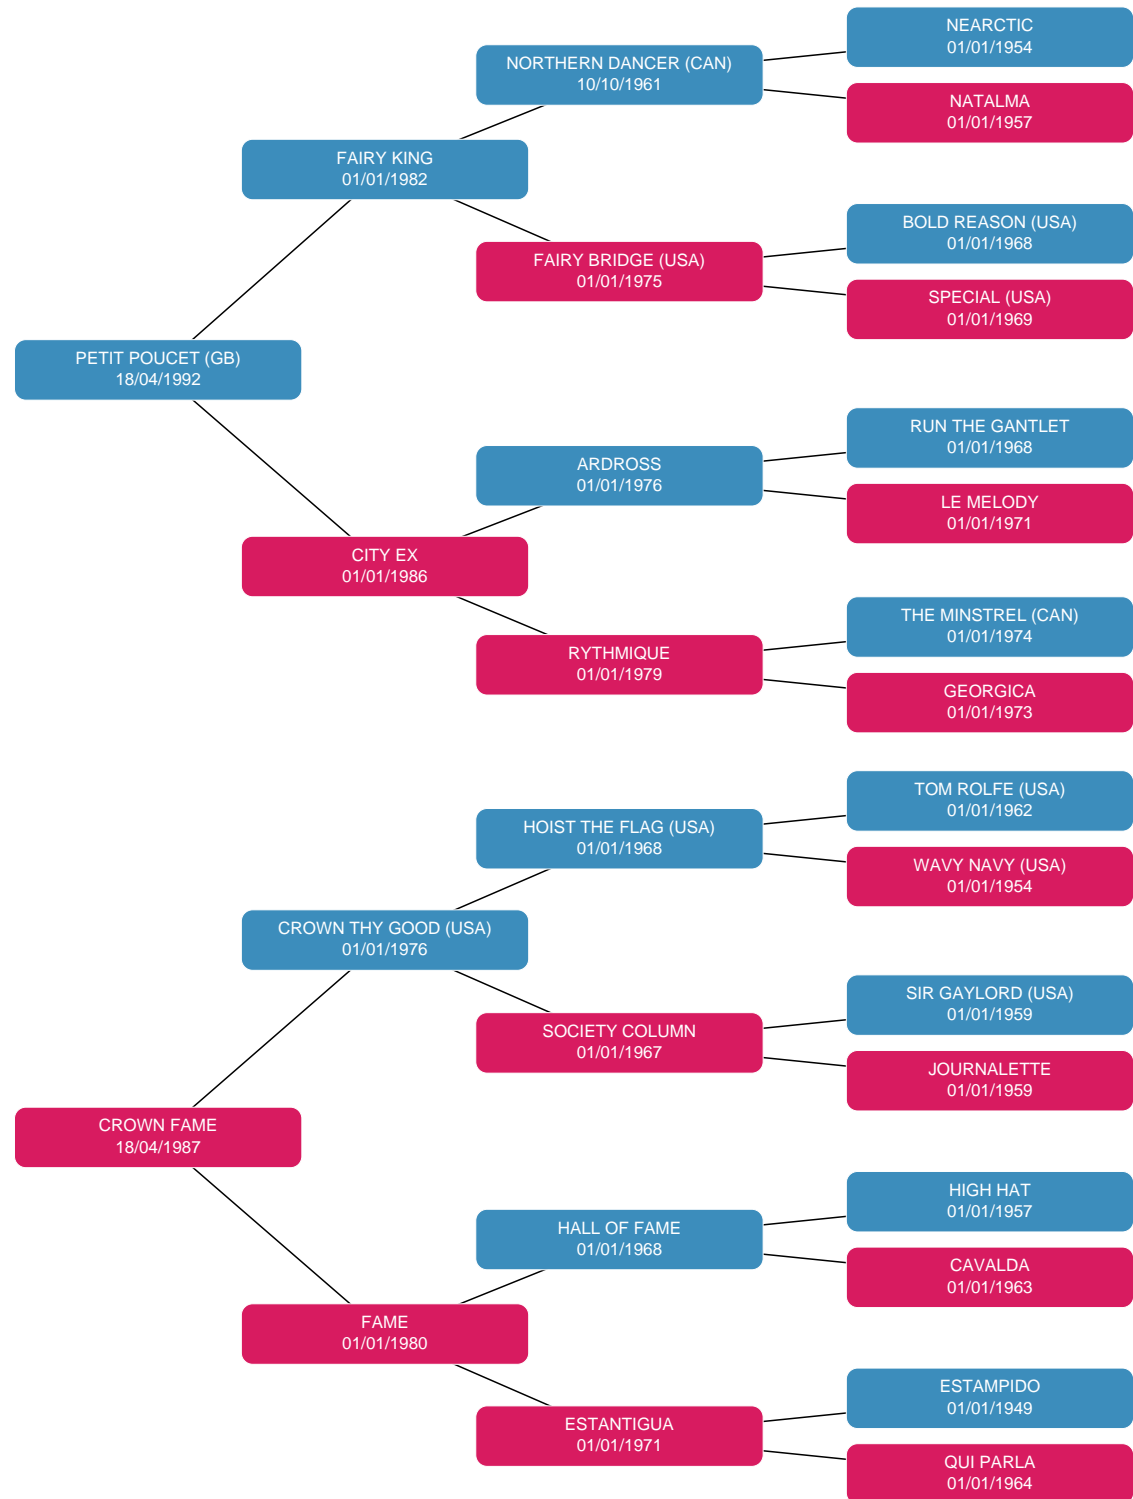 NEARCTIC
01/01/1954
NORTHERN DANCER (CAN)
10/10/1961
NATALMA
01/01/1957
FAIRY KING
01/01/1982
BOLD REASON (USA)
01/01/1968
FAIRY BRIDGE (USA)
01/01/1975
SPECIAL (USA)
01/01/1969
PETIT POUCET (GB)
18/04/1992
RUN THE GANTLET
01/01/1968
ARDROSS
01/01/1976
LE MELODY
01/01/1971
CITY EX
01/01/1986
THE MINSTREL (CAN)
01/01/1974
RYTHMIQUE
01/01/1979
GEORGICA
01/01/1973
TOM ROLFE (USA)
01/01/1962
HOIST THE FLAG (USA)
01/01/1968
WAVY NAVY (USA)
01/01/1954
CROWN THY GOOD (USA)
01/01/1976
SIR GAYLORD (USA)
01/01/1959
SOCIETY COLUMN
01/01/1967
JOURNALETTE
01/01/1959
CROWN FAME
18/04/1987
HIGH HAT
01/01/1957
HALL OF FAME
01/01/1968
CAVALDA
01/01/1963
FAME
01/01/1980
ESTAMPIDO
01/01/1949
ESTANTIGUA
01/01/1971
QUI PARLA
01/01/1964